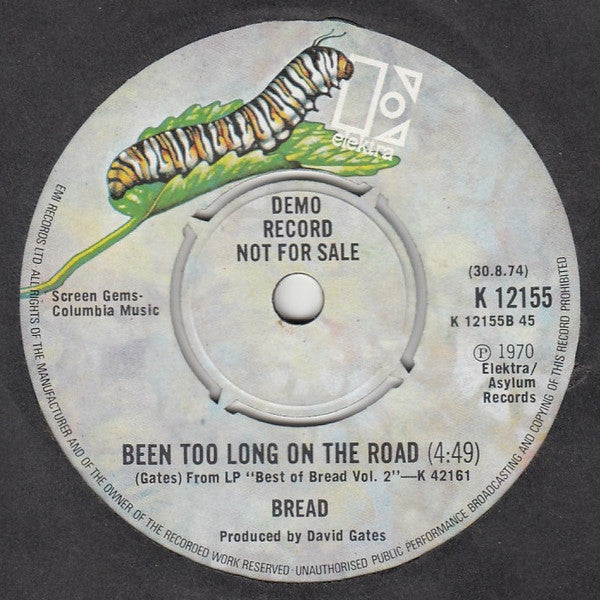 elektra
DEMO
RECORD
NOT FOR SALE
Screen Gems-
Columbia Music
(30.8.74)
K 12155
K 12155B 45
Ⓟ 1970
Elektra/
Asylum
Records
BEEN TOO LONG ON THE ROAD (4:49)
(Gates) From LP "Best of Bread Vol. 2"—K 42161
BREAD
Produced by David Gates
EMI RECORDS LTD ALL RIGHTS OF THE MANUFACTURER AND OF THE OWNER OF THE RECORDED WORK RESERVED · UNAUTHORISED PUBLIC PERFORMANCE BROADCASTING AND COPYING OF THIS RECORD PROHIBITED